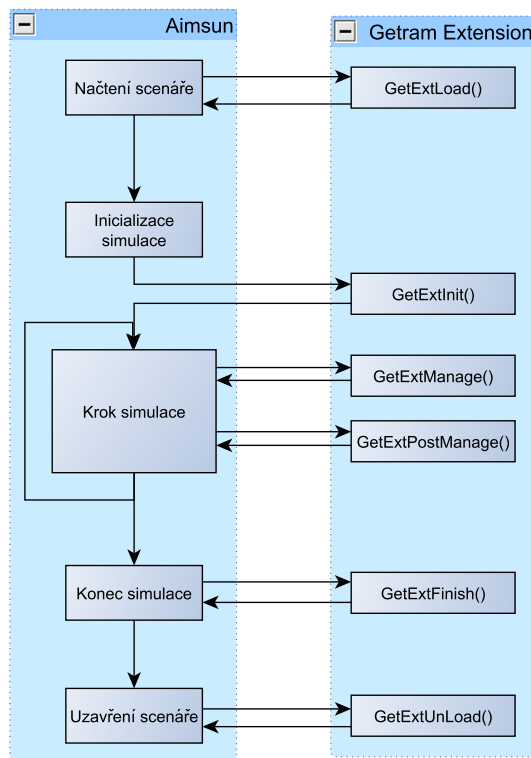 Aimsun
Getram Extension
Načtení scenáře
GetExtLoad()
Inicializace
simulace
GetExtInit()
Krok simulace
GetExtManage()
GetExtPostManage()
Konec simulace
GetExtFinish()
Uzavření scenáře
GetExtUnLoad()